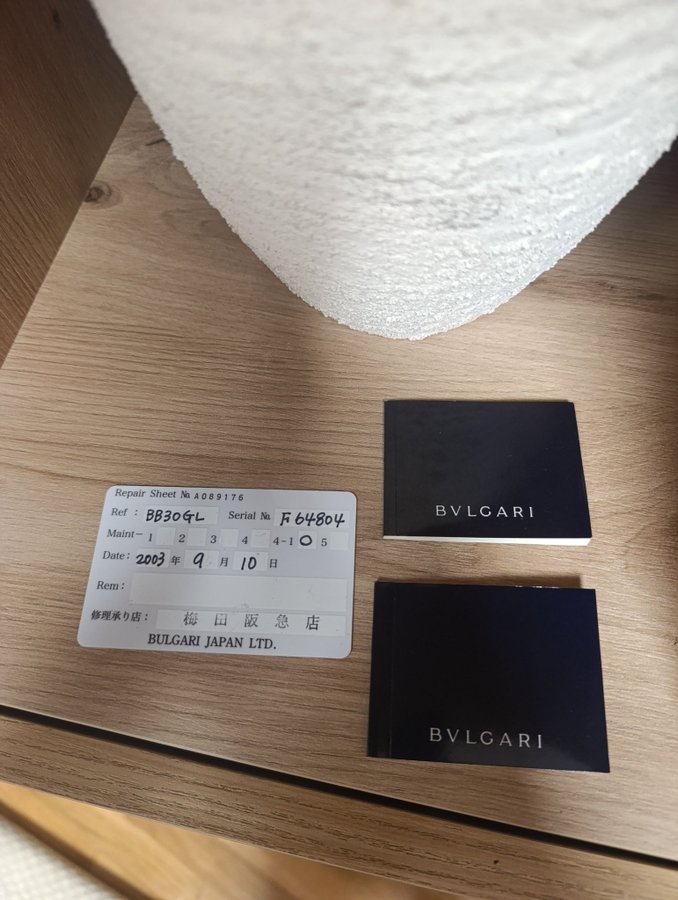 Repair Sheet № A089176
Ref : BB30GL Serial № F64804
Maint- 1 2 3 4 4-1 O 5
Date: 2003 年 9 月 10 日
Rem:
修理承り店: 梅田阪急店
BULGARI JAPAN LTD.
BVLGARI
BVLGARI